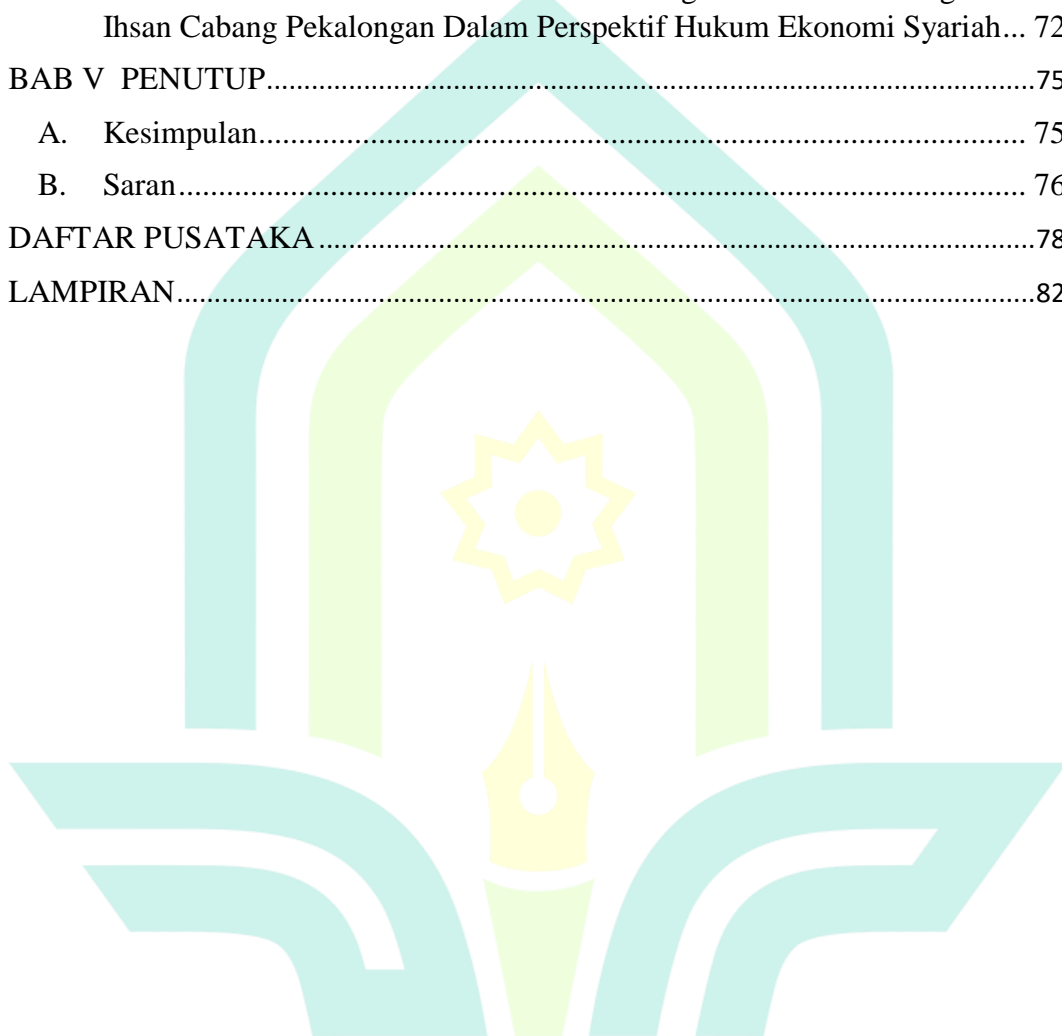 Ihsan Cabang Pekalongan Dalam Perspektif Hukum Ekonomi Syariah... 72
BAB V PENUTUP.....................................................................................75
A. Kesimpulan..................................................................................... 75
B. Saran.............................................................................................. 76
DAFTAR PUSATAKA...............................................................................78
LAMPIRAN...............................................................................................82